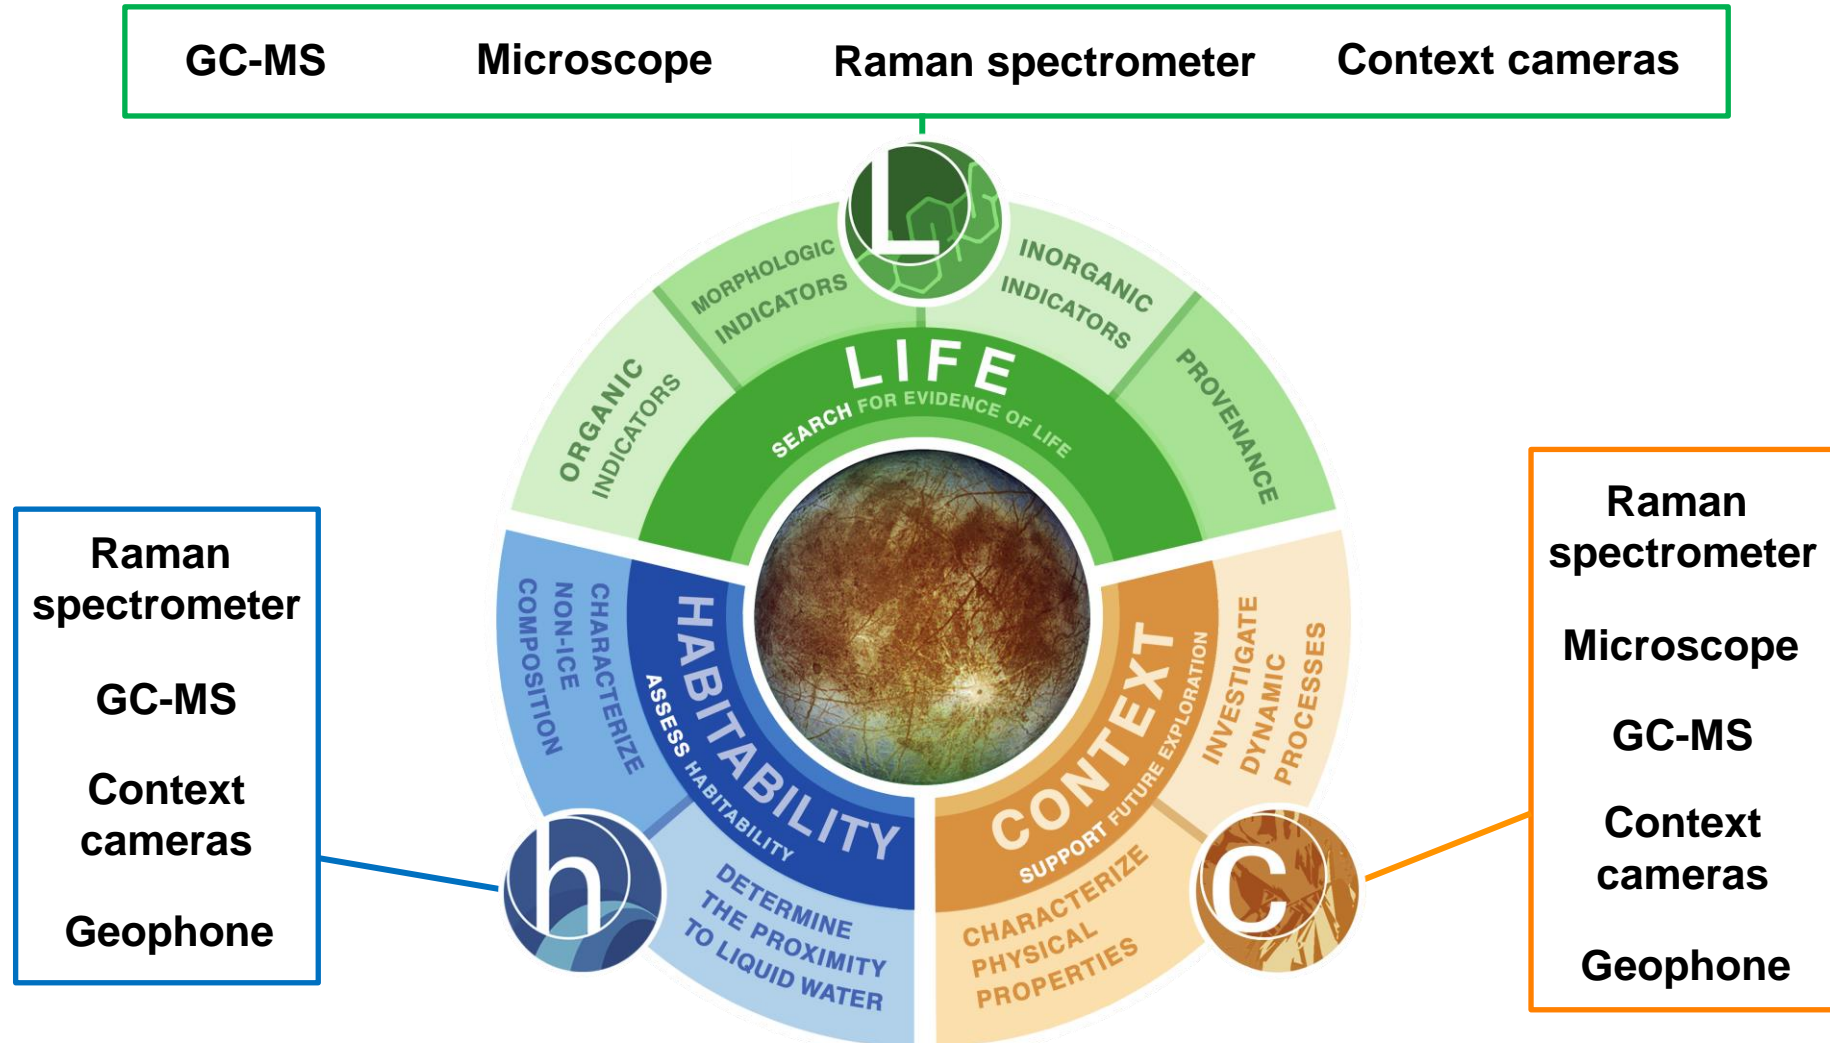 GC-MS Microscope Raman spectrometer Context cameras
L
ORGANIC
INDICATORS
MORPHOLOGIC
INDICATORS
INORGANIC
INDICATORS
PROVENANCE
LIFE
SEARCH FOR EVIDENCE OF LIFE
Raman
spectrometer
GC-MS
Context
cameras
Geophone
HABITABILITY
ASSESS HABITABILITY
CHARACTERIZE
NON-ICE
COMPOSITION
h
DETERMINE
THE PROXIMITY
TO LIQUID WATER
CONTEXT
SUPPORT FUTURE EXPLORATION
INVESTIGATE
DYNAMIC
PROCESSES
C
CHARACTERIZE
PHYSICAL
PROPERTIES
Raman
spectrometer
Microscope
GC-MS
Context
cameras
Geophone